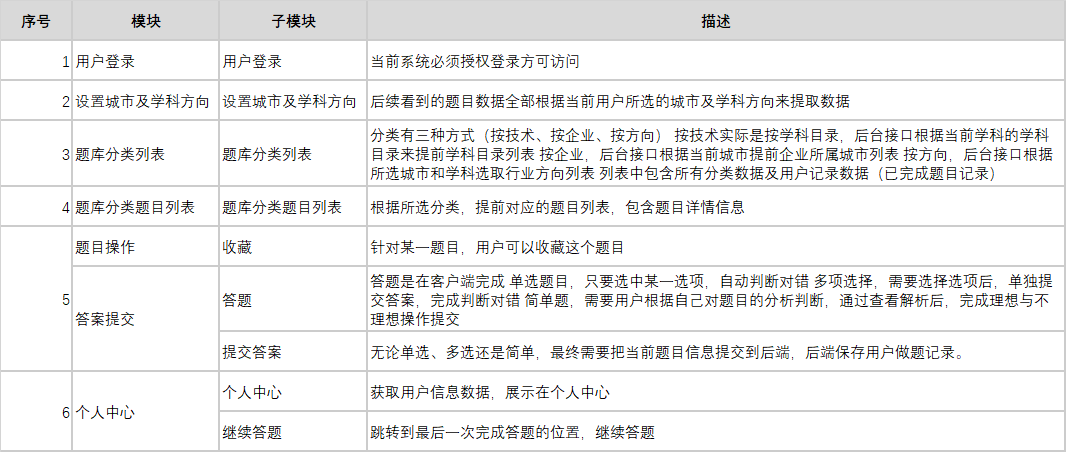 序号 模块 子模块 描述
1 用户登录 用户登录 当前系统必须授权登录方可访问
2 设置城市及学科方向 设置城市及学科方向 后续看到的题目数据全部根据当前用户所选的城市及学科方向来提取数据
3 题库分类列表 题库分类列表 分类有三种方式（按技术、按企业、按方向） 按技术实际是按学科目录，后台接口根据当前学科的学科
目录来提前学科目录列表 按企业，后台接口根据当前城市提前企业所属城市列表 按方向，后台接口根据
所选城市和学科选取行业方向列表 列表中包含所有分类数据及用户记录数据（已完成题目记录）
4 题库分类题目列表 题库分类题目列表 根据所选分类，提前对应的题目列表，包含题目详情信息
5 题目操作 收藏 针对某一题目，用户可以收藏这个题目
答案提交 答题 答题是在客户端完成 单选题目，只要选中某一选项，自动判断对错 多项选择，需要选择选项后，单独提
交答案，完成判断对错 简单题，需要用户根据自己对题目的分析判断，通过查看解析后，完成理想与不
理想操作提交
提交答案 无论单选、多选还是简单，最终需要把当前题目信息提交到后端，后端保存用户做题记录。
6 个人中心 个人中心 获取用户信息数据，展示在个人中心
继续答题 跳转到最后一次完成答题的位置，继续答题